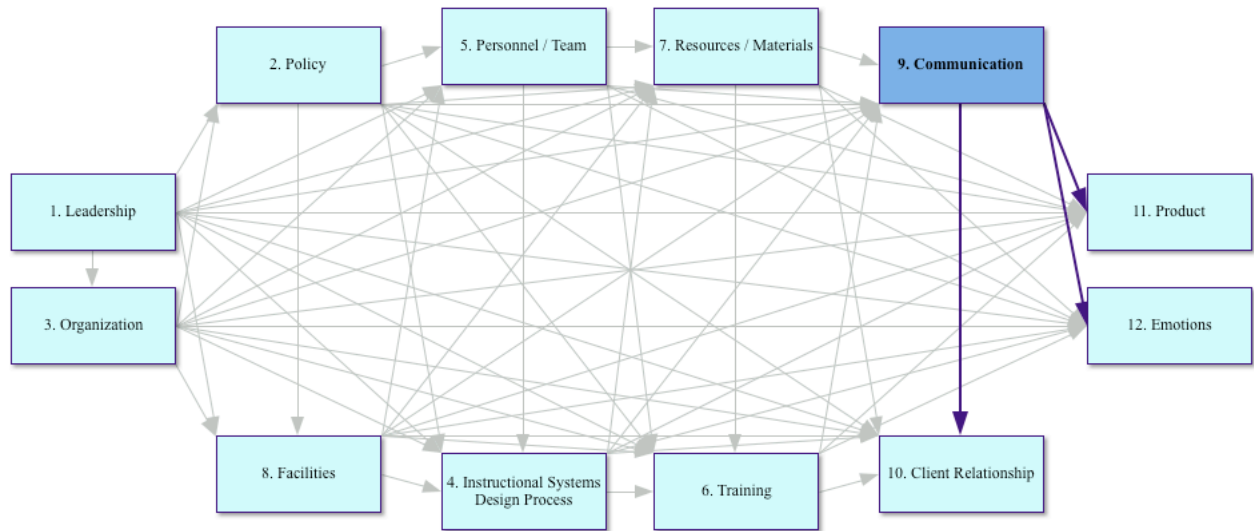 5. Personnel / Team
7. Resources / Materials
2. Policy
9. Communication
1. Leadership
11. Product
3. Organization
12. Emotions
8. Facilities
4. Instructional Systems
Design Process
6. Training
10. Client Relationship